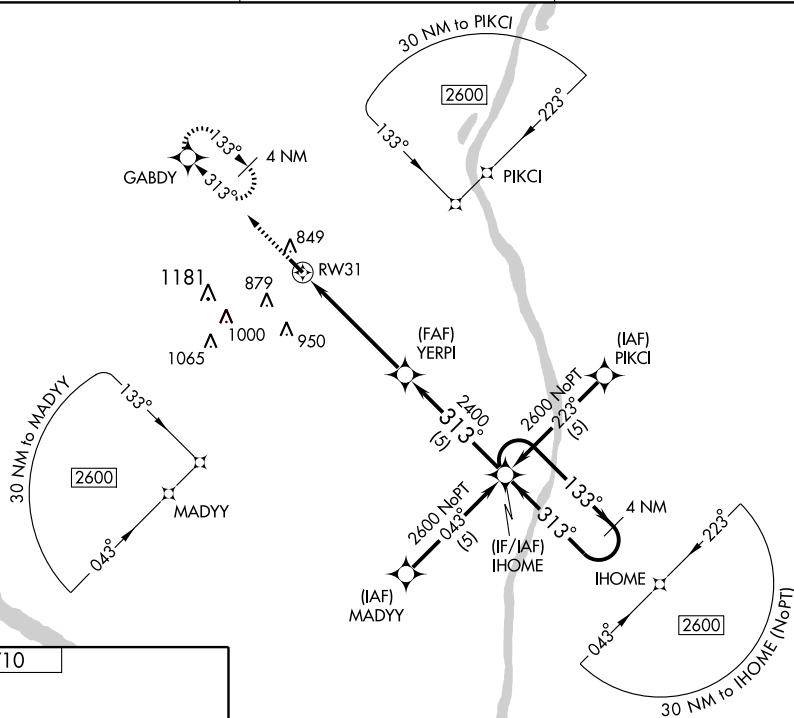 30 NM to PIKCI
2600
133°
223°
PIKCI
133°
4 NM
313°
GABDY
849
RW31
1181
879
1000
950
1065
(FAF)
YERPI
(IAF)
PIKCI
2400
313°
(5)
2600 NoPT
223°
(5)
30 NM to MADYY
133°
2600
MADYY
043°
2600 NoPT
043°
(5)
133°
4 NM
313°
(IF/IAF)
IHOME
(IAF)
MADYY
223°
IHOME
2600
043°
30 NM to IHOME (NoPT)